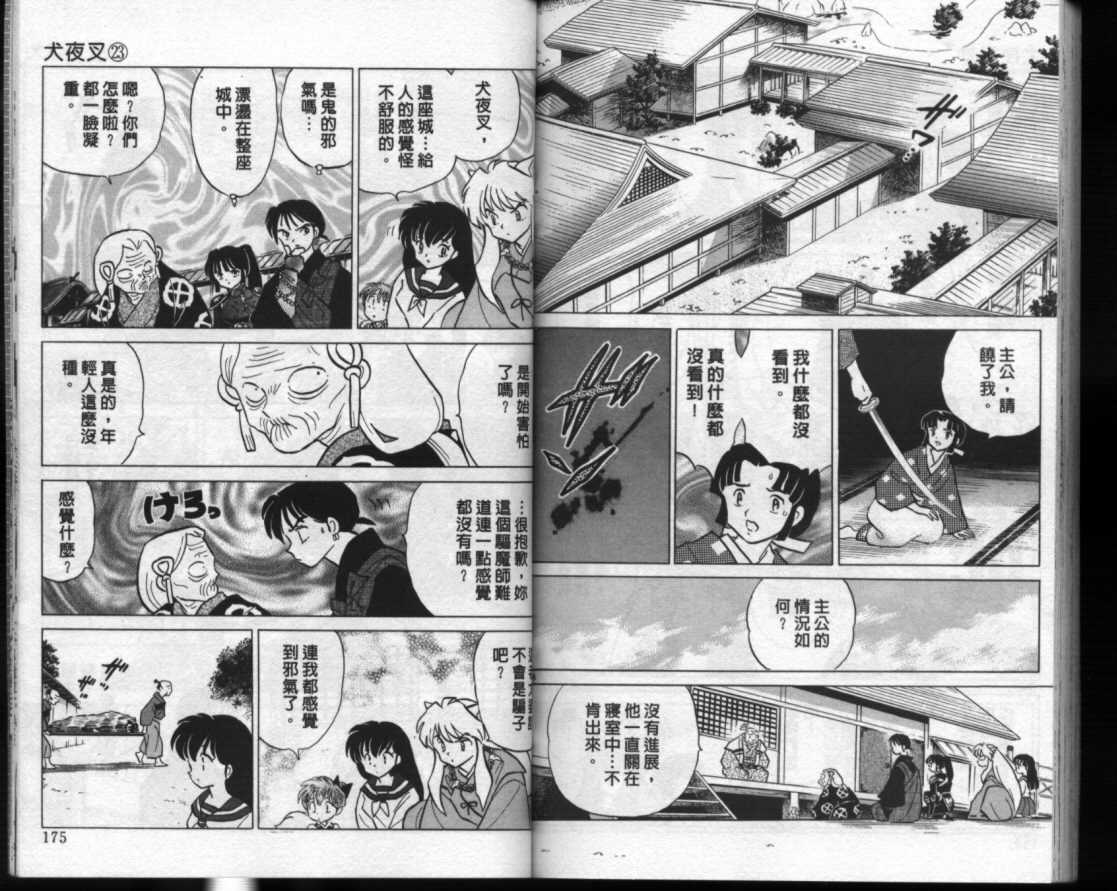 主公，請
饒了我。
我什麼都沒
看到。
真的什麼都
沒看到！
主公的
情況如
何？
沒有進展，
他一直關在
寢室中…不
肯出來。
犬夜叉㉓
犬夜叉，
這座城…給
人的感覺怪
不舒服的。
是鬼的邪
氣嗎…
漂盪在整座
城中。
嗯？你們
怎麼啦？
都一臉凝
重。
是開始害怕
了嗎？
真是的，年
輕人這麼沒
種。
…很抱歉，妳
這個驅魔師難
道連一點感覺
都沒有嗎？
けろっ
感覺什麼？
不會是騙子
吧？
連我都感覺
到邪氣了。
175